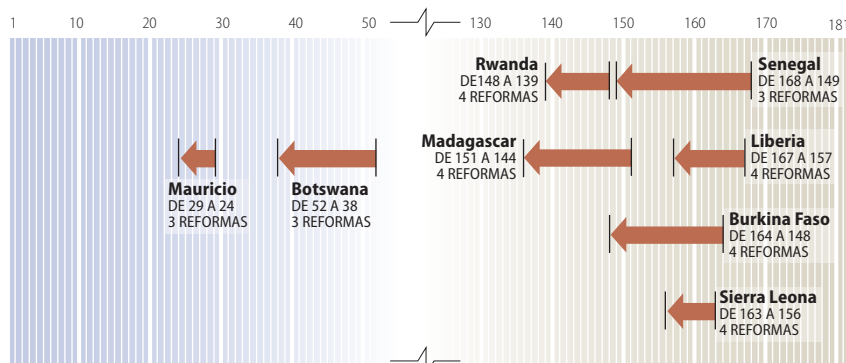 1 10 20 30 40 50 130 140 150 160 170 181
Rwanda
DE148 A 139
4 REFORMAS
Senegal
DE 168 A 149
3 REFORMAS
Madagascar
DE 151 A 144
4 REFORMAS
Liberia
DE 167 A 157
4 REFORMAS
Mauricio
DE 29 A 24
3 REFORMAS
Botswana
DE 52 A 38
3 REFORMAS
Burkina Faso
DE 164 A 148
4 REFORMAS
Sierra Leona
DE 163 A 156
4 REFORMAS